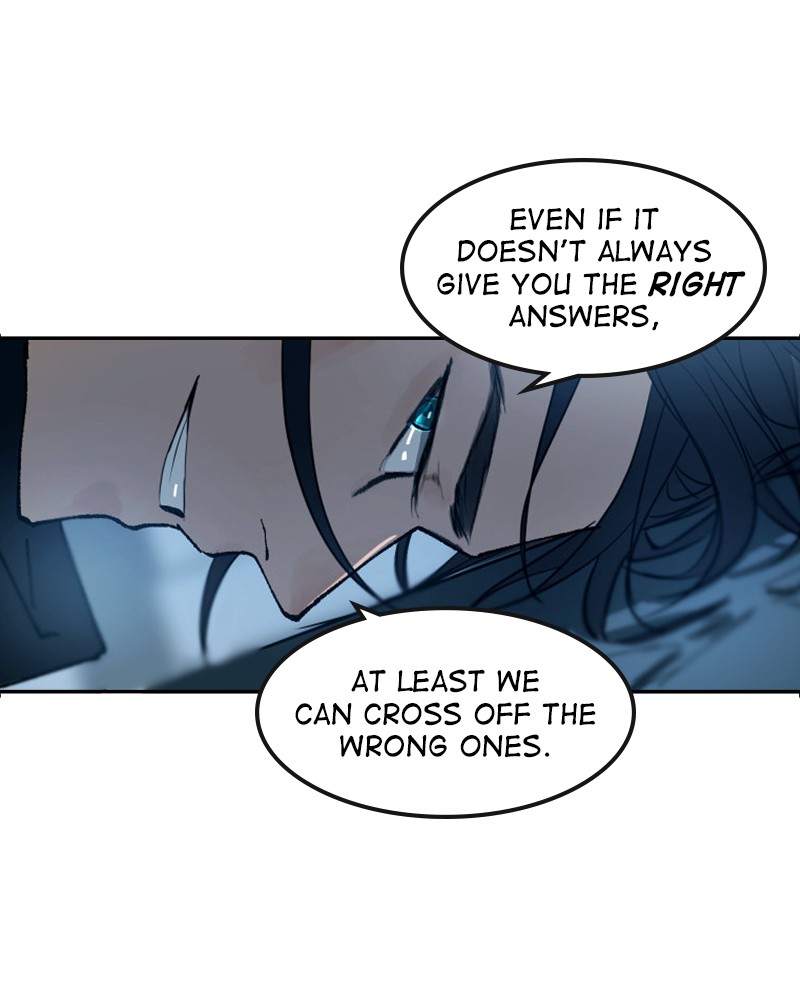 EVEN IF IT
DOESN'T ALWAYS
GIVE YOU THE RIGHT
ANSWERS,
AT LEAST WE
CAN CROSS OFF THE
WRONG ONES.